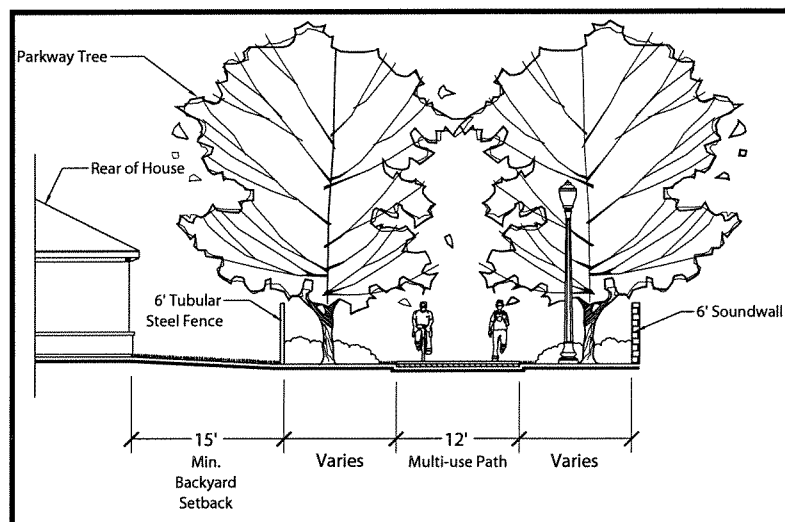 Parkway Tree
Rear of House
6' Tubular
Steel Fence
6' Soundwall
15'
Min.
Backyard
Setback
Varies
12'
Multi-use Path
Varies